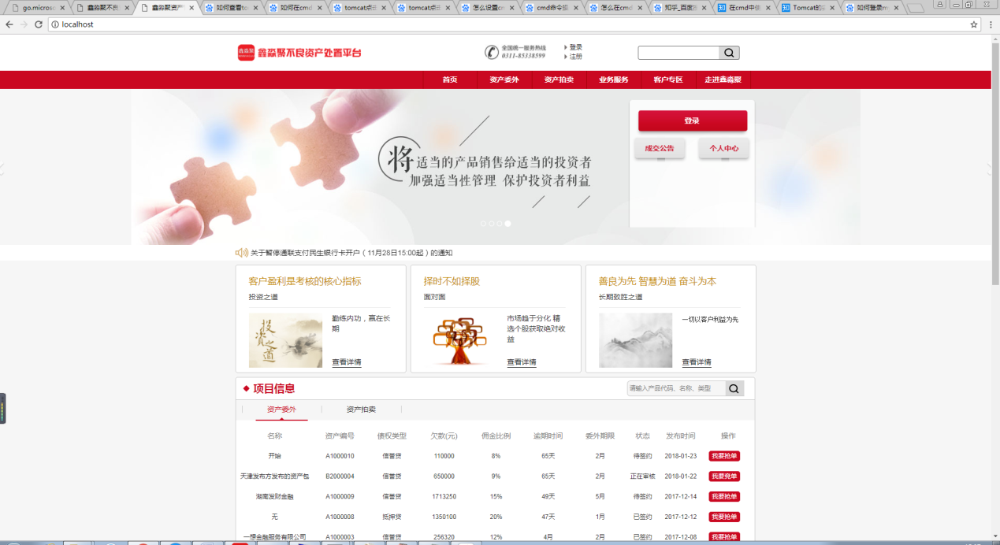 go.micros
鑫淼聚不良
鑫淼聚资产
如何查看to
如何在cmd
tomcat点击
tomcat点击
怎么设置cm
cmd命令提
怎么在cmd
知乎_百度搜
在cmd中强
Tomcat的三
如何登录m
localhost
鑫淼聚不良资产处置平台
全国统一服务热线
0311-85338599
登录
注册
首页 资产委外 资产拍卖 业务服务 客户专区 走进鑫淼聚
将适当的产品销售给适当的投资者
加强适当性管理 保护投资者利益
登录
成交公告 个人中心
关于暂停通联支付民生银行卡开户(11月28日15:00起)的通知
客户盈利是考核的核心指标
投资之道
投资之道
勤练内功，赢在长
期
查看详情
择时不如择股
面对面
市场趋于分化 精
选个股获取绝对收
益
查看详情
善良为先 智慧为道 奋斗为本
长期致胜之道
一切以客户利益为先
查看详情
项目信息
请输入产品代码、名称、类型
资产委外 资产拍卖
名称 资产编号 债权类型 欠款(元) 佣金比例 逾期时间 委外期限 状态 发布时间 操作
开始 A1000010 信誉贷 110000 8% 65天 2月 待签约 2018-01-23 我要抢单
天津发布方发布的资产包 B2000004 信誉贷 650000 9% 65天 2月 正在审核 2018-01-22 我要竞单
湖南发财金融 A1000009 信誉贷 1713250 15% 49天 5月 待签约 2017-12-14 我要抢单
无 A1000008 抵押贷 1350100 20% 47天 1月 已签约 2017-12-12 我要抢单
一想金融服务有限公司 A1000003 信誉贷 256320 12% 4月 2月 已签约 2017-12-08 我要抢单